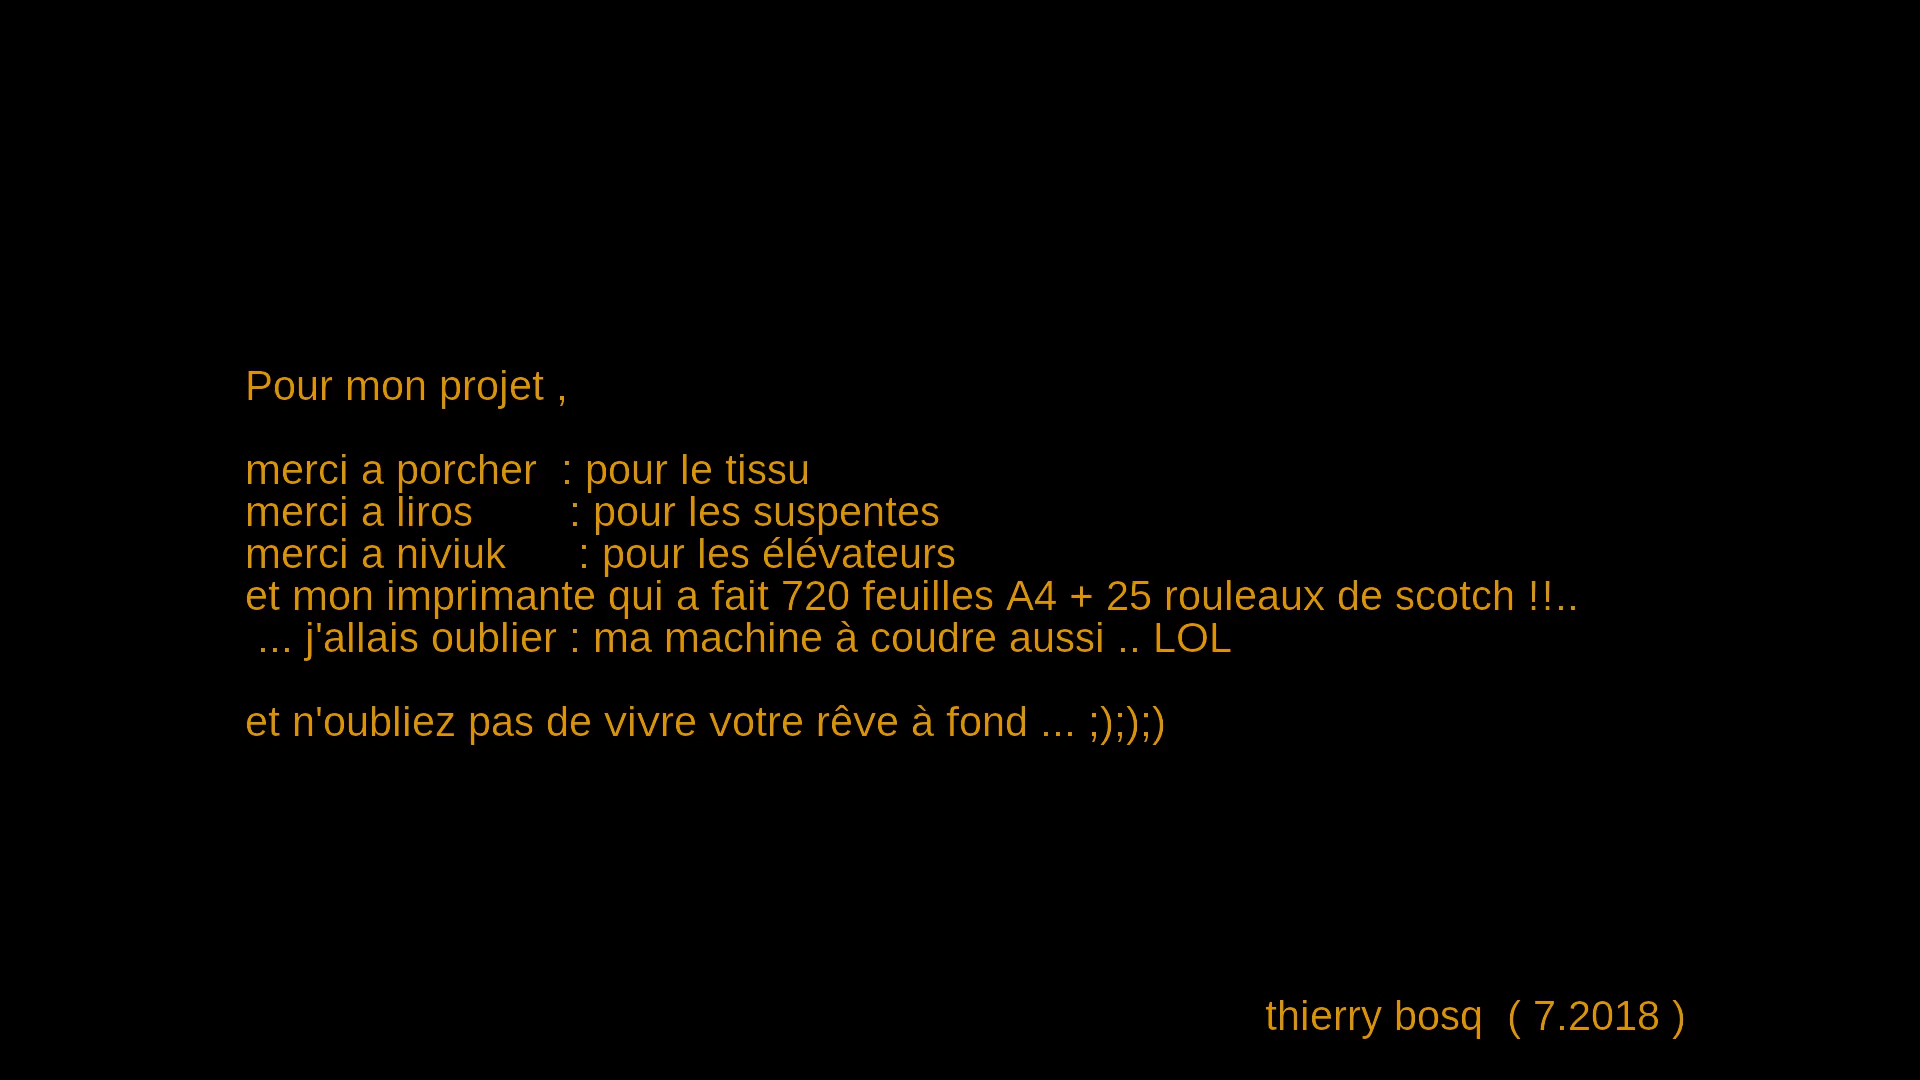 Pour mon projet ,
merci a porcher  : pour le tissu
merci a liros        : pour les suspentes
merci a niviuk      : pour les élévateurs
et mon imprimante qui a fait 720 feuilles A4 + 25 rouleaux de scotch !!..
... j'allais oublier : ma machine à coudre aussi .. LOL
et n'oubliez pas de vivre votre rêve à fond ... ;);););)
thierry bosq  ( 7.2018 )